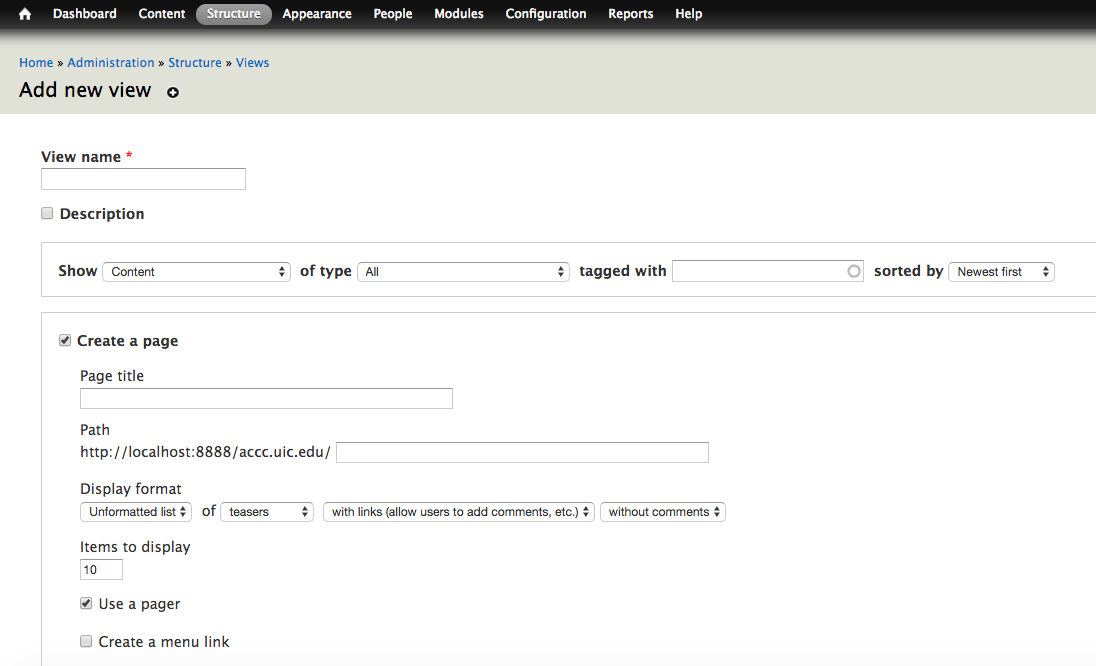 Dashboard Content Structure Appearance People Modules Configuration Reports Help
Home » Administration » Structure » Views
Add new view
View name *
Description
Show Content of type All tagged with sorted by Newest first
Create a page
Page title
Path
http://localhost:8888/accc.uic.edu/
Display format
Unformatted list of teasers with links (allow users to add comments, etc.) without comments
Items to display
10
Use a pager
Create a menu link